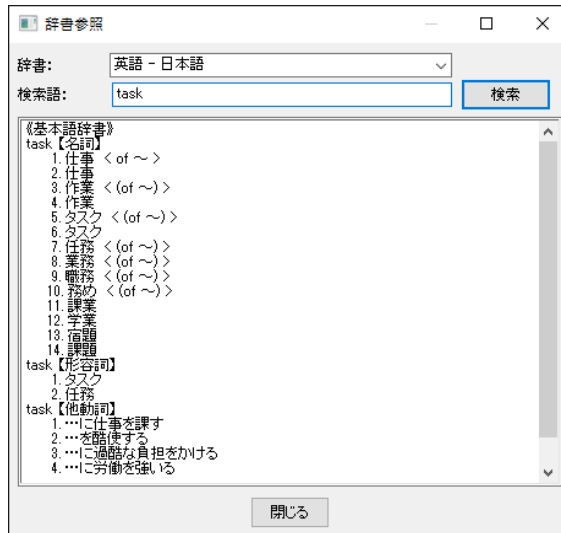 辞書参照
辞書: 英語 - 日本語
検索語: task 検索
《基本語辞書》
task【名詞】
1. 仕事 < of ～ >
2. 仕事
3. 作業 < (of ～) >
4. 作業
5. タスク < (of ～) >
6. タスク
7. 任務 < (of ～) >
8. 業務 < (of ～) >
9. 職務 < (of ～) >
10. 務め < (of ～) >
11. 課業
12. 学業
13. 宿題
14. 課題
task【形容詞】
1. タスク
2. 任務
task【他動詞】
1. …に仕事を課す
2. …を酷使する
3. …に過酷な負担をかける
4. …に労働を強いる
閉じる